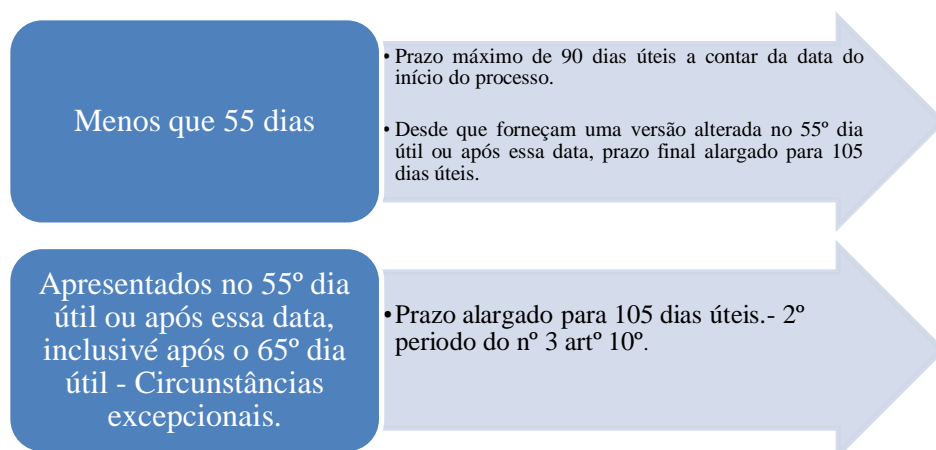 Menos que 55 dias
• Prazo máximo de 90 dias úteis a contar da data do
início do processo.
• Desde que forneçam uma versão alterada no 55º dia
útil ou após essa data, prazo final alargado para 105
dias úteis.
Apresentados no 55º dia
útil ou após essa data,
inclusivé após o 65º dia
útil - Circunstâncias
excepcionais.
•Prazo alargado para 105 dias úteis.- 2º
periodo do nº 3 artº 10º.